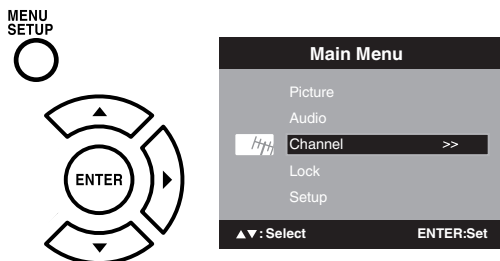 MENU
SETUP
ENTER
Main Menu
Picture
Audio
Channel >>
Lock
Setup
▲▼: Select ENTER:Set